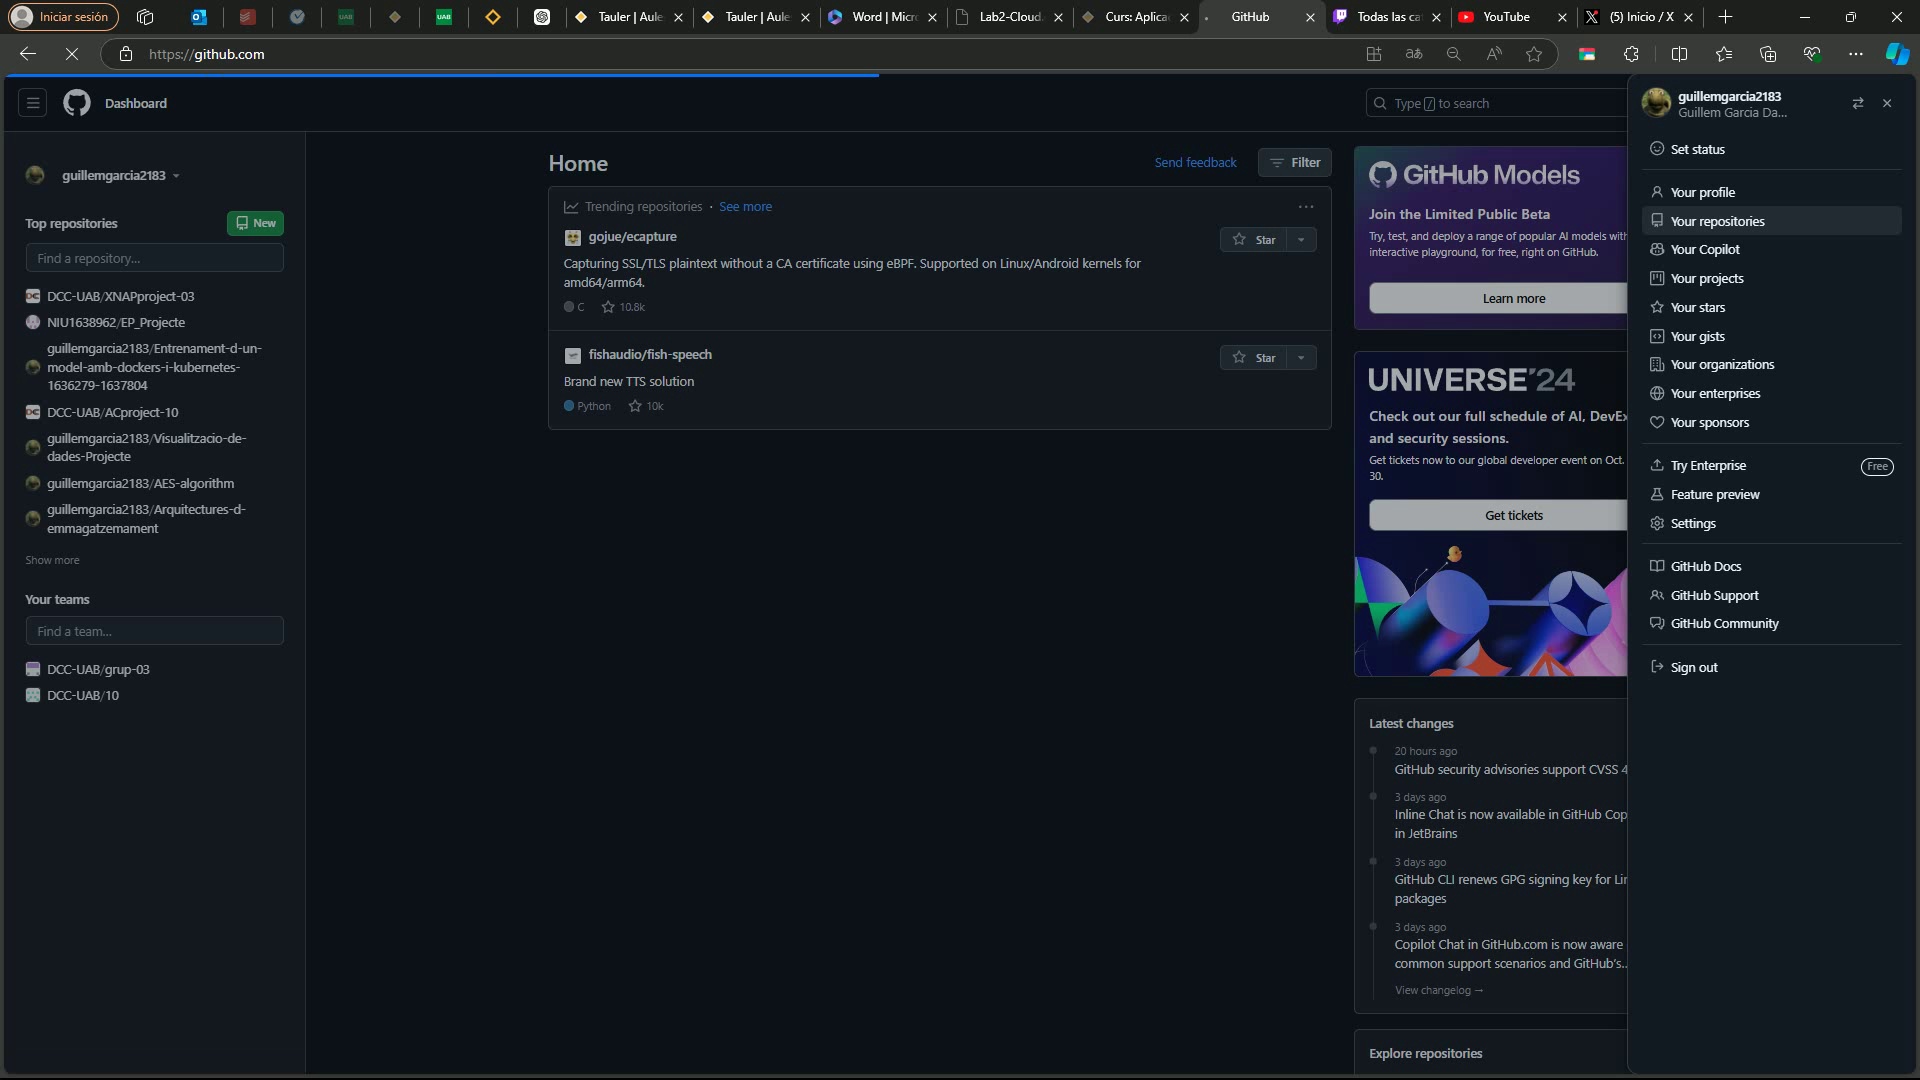 Iniciar sesión
UAB
UAB
Tauler | Aule
Tauler | Aule
Word | Micr
Lab2-Cloud.
Curs: Aplica
GitHub
Todas las ca
YouTube
(5) Inicio / X
https://github.com
Dashboard
Type / to search
guillemgarcia2183
Guillem Garcia Da...
Set status
Your profile
Your repositories
Your Copilot
Your projects
Your stars
Your gists
Your organizations
Your enterprises
Your sponsors
Try Enterprise
Free
Feature preview
Settings
GitHub Docs
GitHub Support
GitHub Community
Sign out
guillemgarcia2183
Top repositories
New
Find a repository...
DCC-UAB/XNAPproject-03
NIU1638962/EP_Projecte
guillemgarcia2183/Entrenament-d-un-
model-amb-dockers-i-kubernetes-
1636279-1637804
DCC-UAB/ACproject-10
guillemgarcia2183/Visualitzacio-de-
dades-Projecte
guillemgarcia2183/AES-algorithm
guillemgarcia2183/Arquitectures-d-
emmagatzemament
Show more
Your teams
Find a team...
DCC-UAB/grup-03
DCC-UAB/10
Home
Send feedback
Filter
Trending repositories · See more
gojue/ecapture
Star
Capturing SSL/TLS plaintext without a CA certificate using eBPF. Supported on Linux/Android kernels for
amd64/arm64.
C
10.8k
fishaudio/fish-speech
Star
Brand new TTS solution
Python
10k
GitHub Models
Join the Limited Public Beta
Try, test, and deploy a range of popular AI models with
interactive playground, for free, right on GitHub.
Learn more
UNIVERSE'24
Check out our full schedule of AI, DevEx
and security sessions.
Get tickets now to our global developer event on Oct.
30.
Get tickets
Latest changes
20 hours ago
GitHub security advisories support CVSS 4
3 days ago
Inline Chat is now available in GitHub Cop
in JetBrains
3 days ago
GitHub CLI renews GPG signing key for Lin
packages
3 days ago
Copilot Chat in GitHub.com is now aware
common support scenarios and GitHub's...
View changelog →
Explore repositories